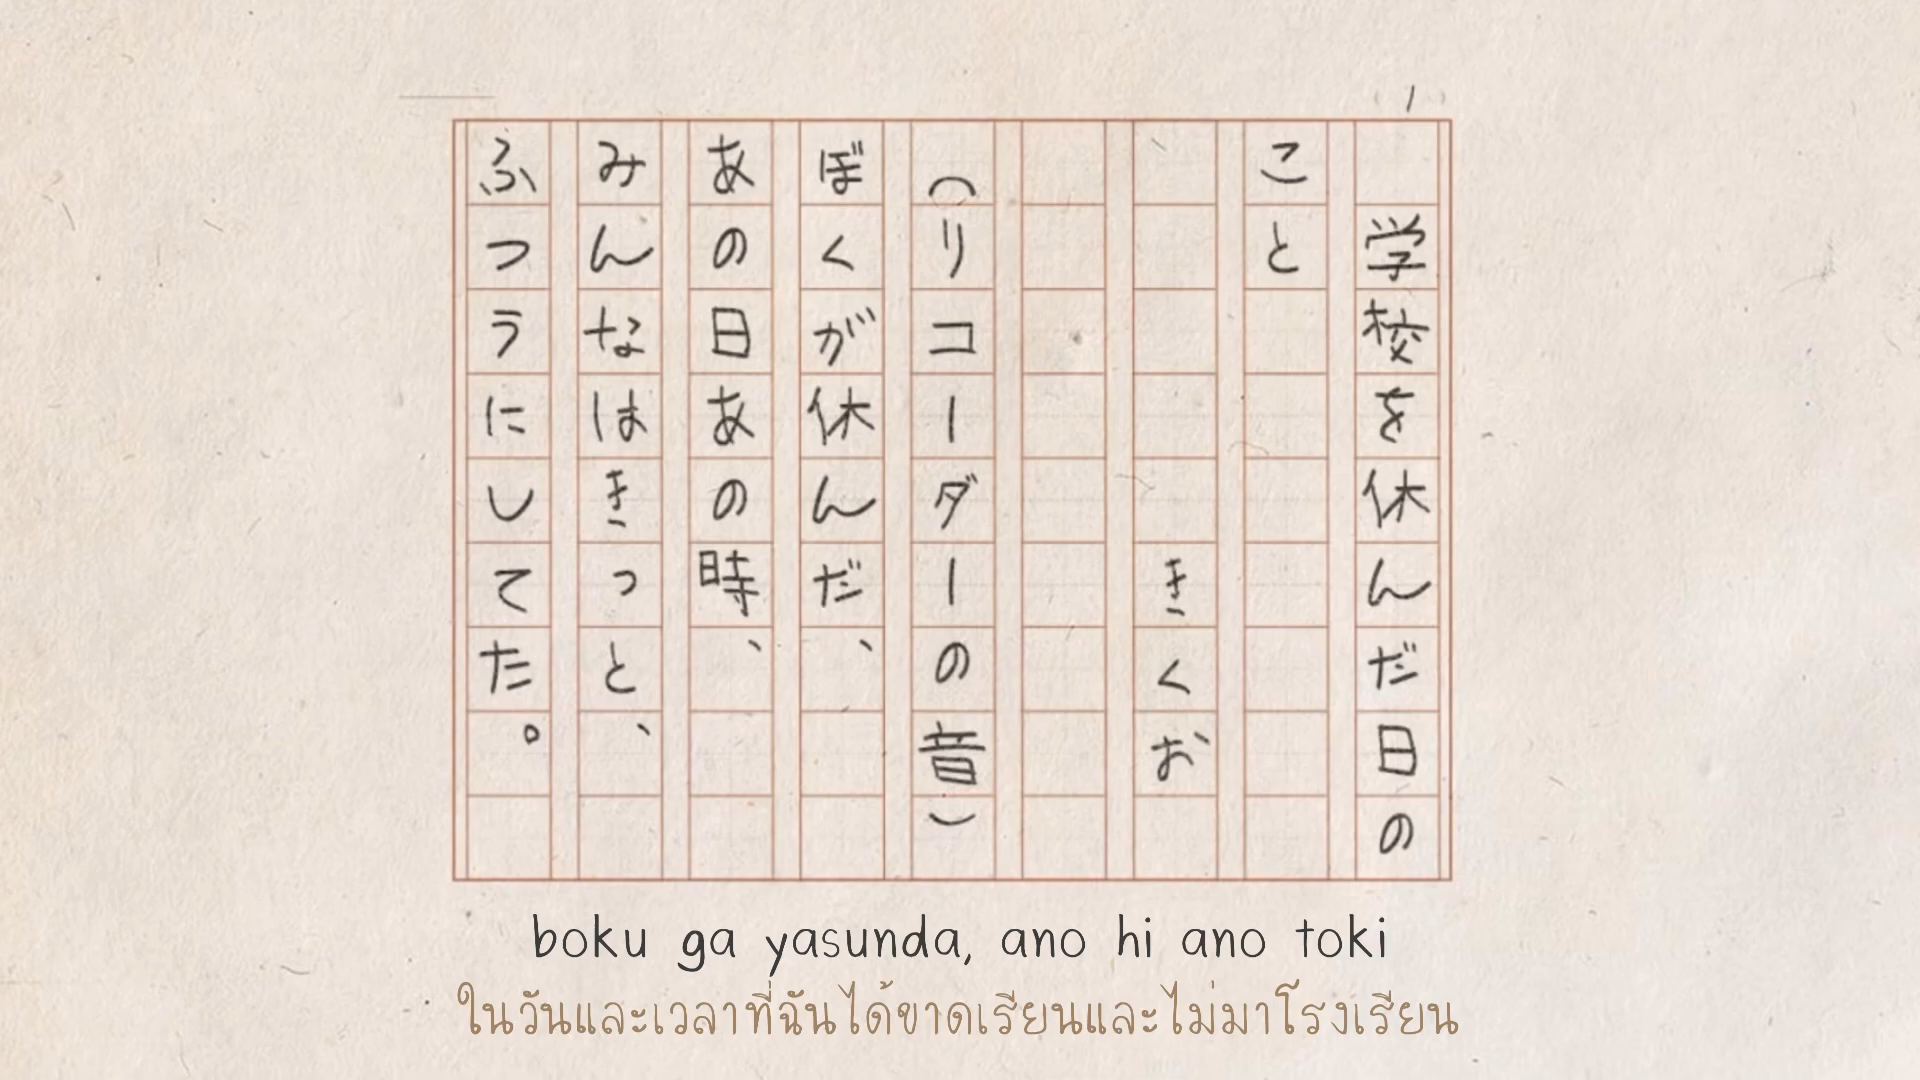 1
学校を休んだ日の
こと
きくお
(リコーダーの音)
ぼくが休んだ、
あの日あの時、
みんなはきっと、
ふつうにしてた。
boku ga yasunda, ano hi ano toki
ในวันและเวลาที่ฉันได้ขาดเรียนและไม่มาโรงเรียน